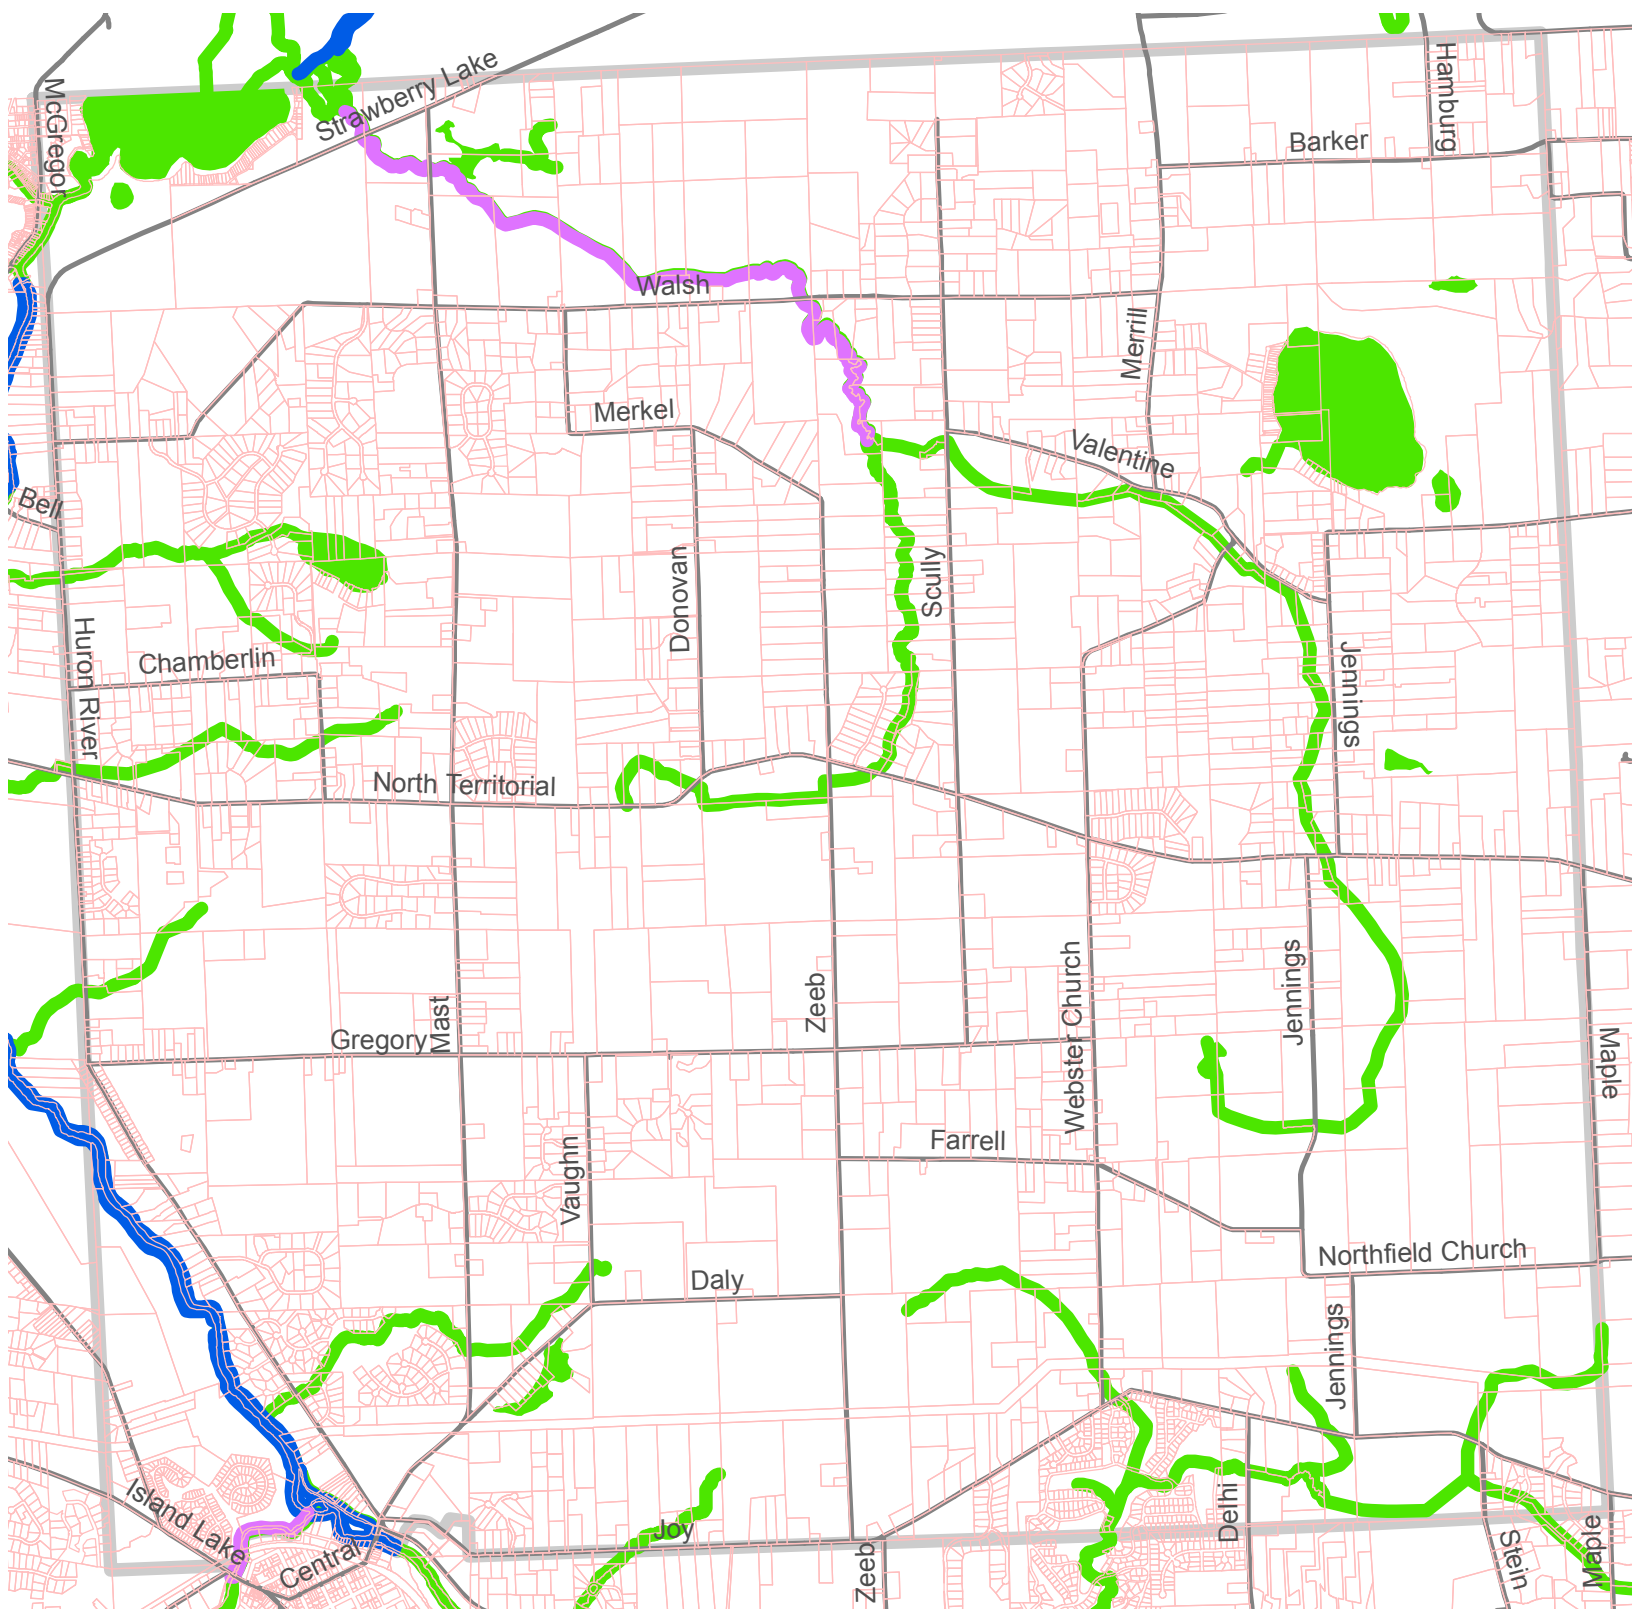 Strawberry Lake
McGregor
Hamburg
Barker
Walsh
Merrill
Merkel
Valentine
Bell
Donovan
Scully
Huron River
Chamberlin
Jennings
North Territorial
Zeeb
Webster Church
Jennings
Mast
Gregory
Maple
Farrell
Vaughn
Northfield Church
Daly
Jennings
Island Lake
Central
Joy
Zeeb
Delhi
Stein
Maple